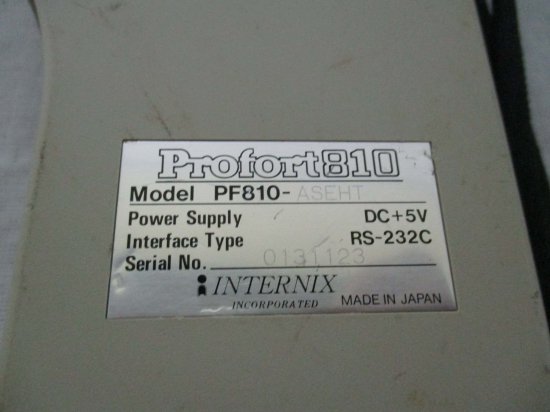 Profort810
Model PF810-ASEHT
Power Supply DC+5V
Interface Type RS-232C
Serial No. 0131123
INTERNIX
INCORPORATED
MADE IN JAPAN